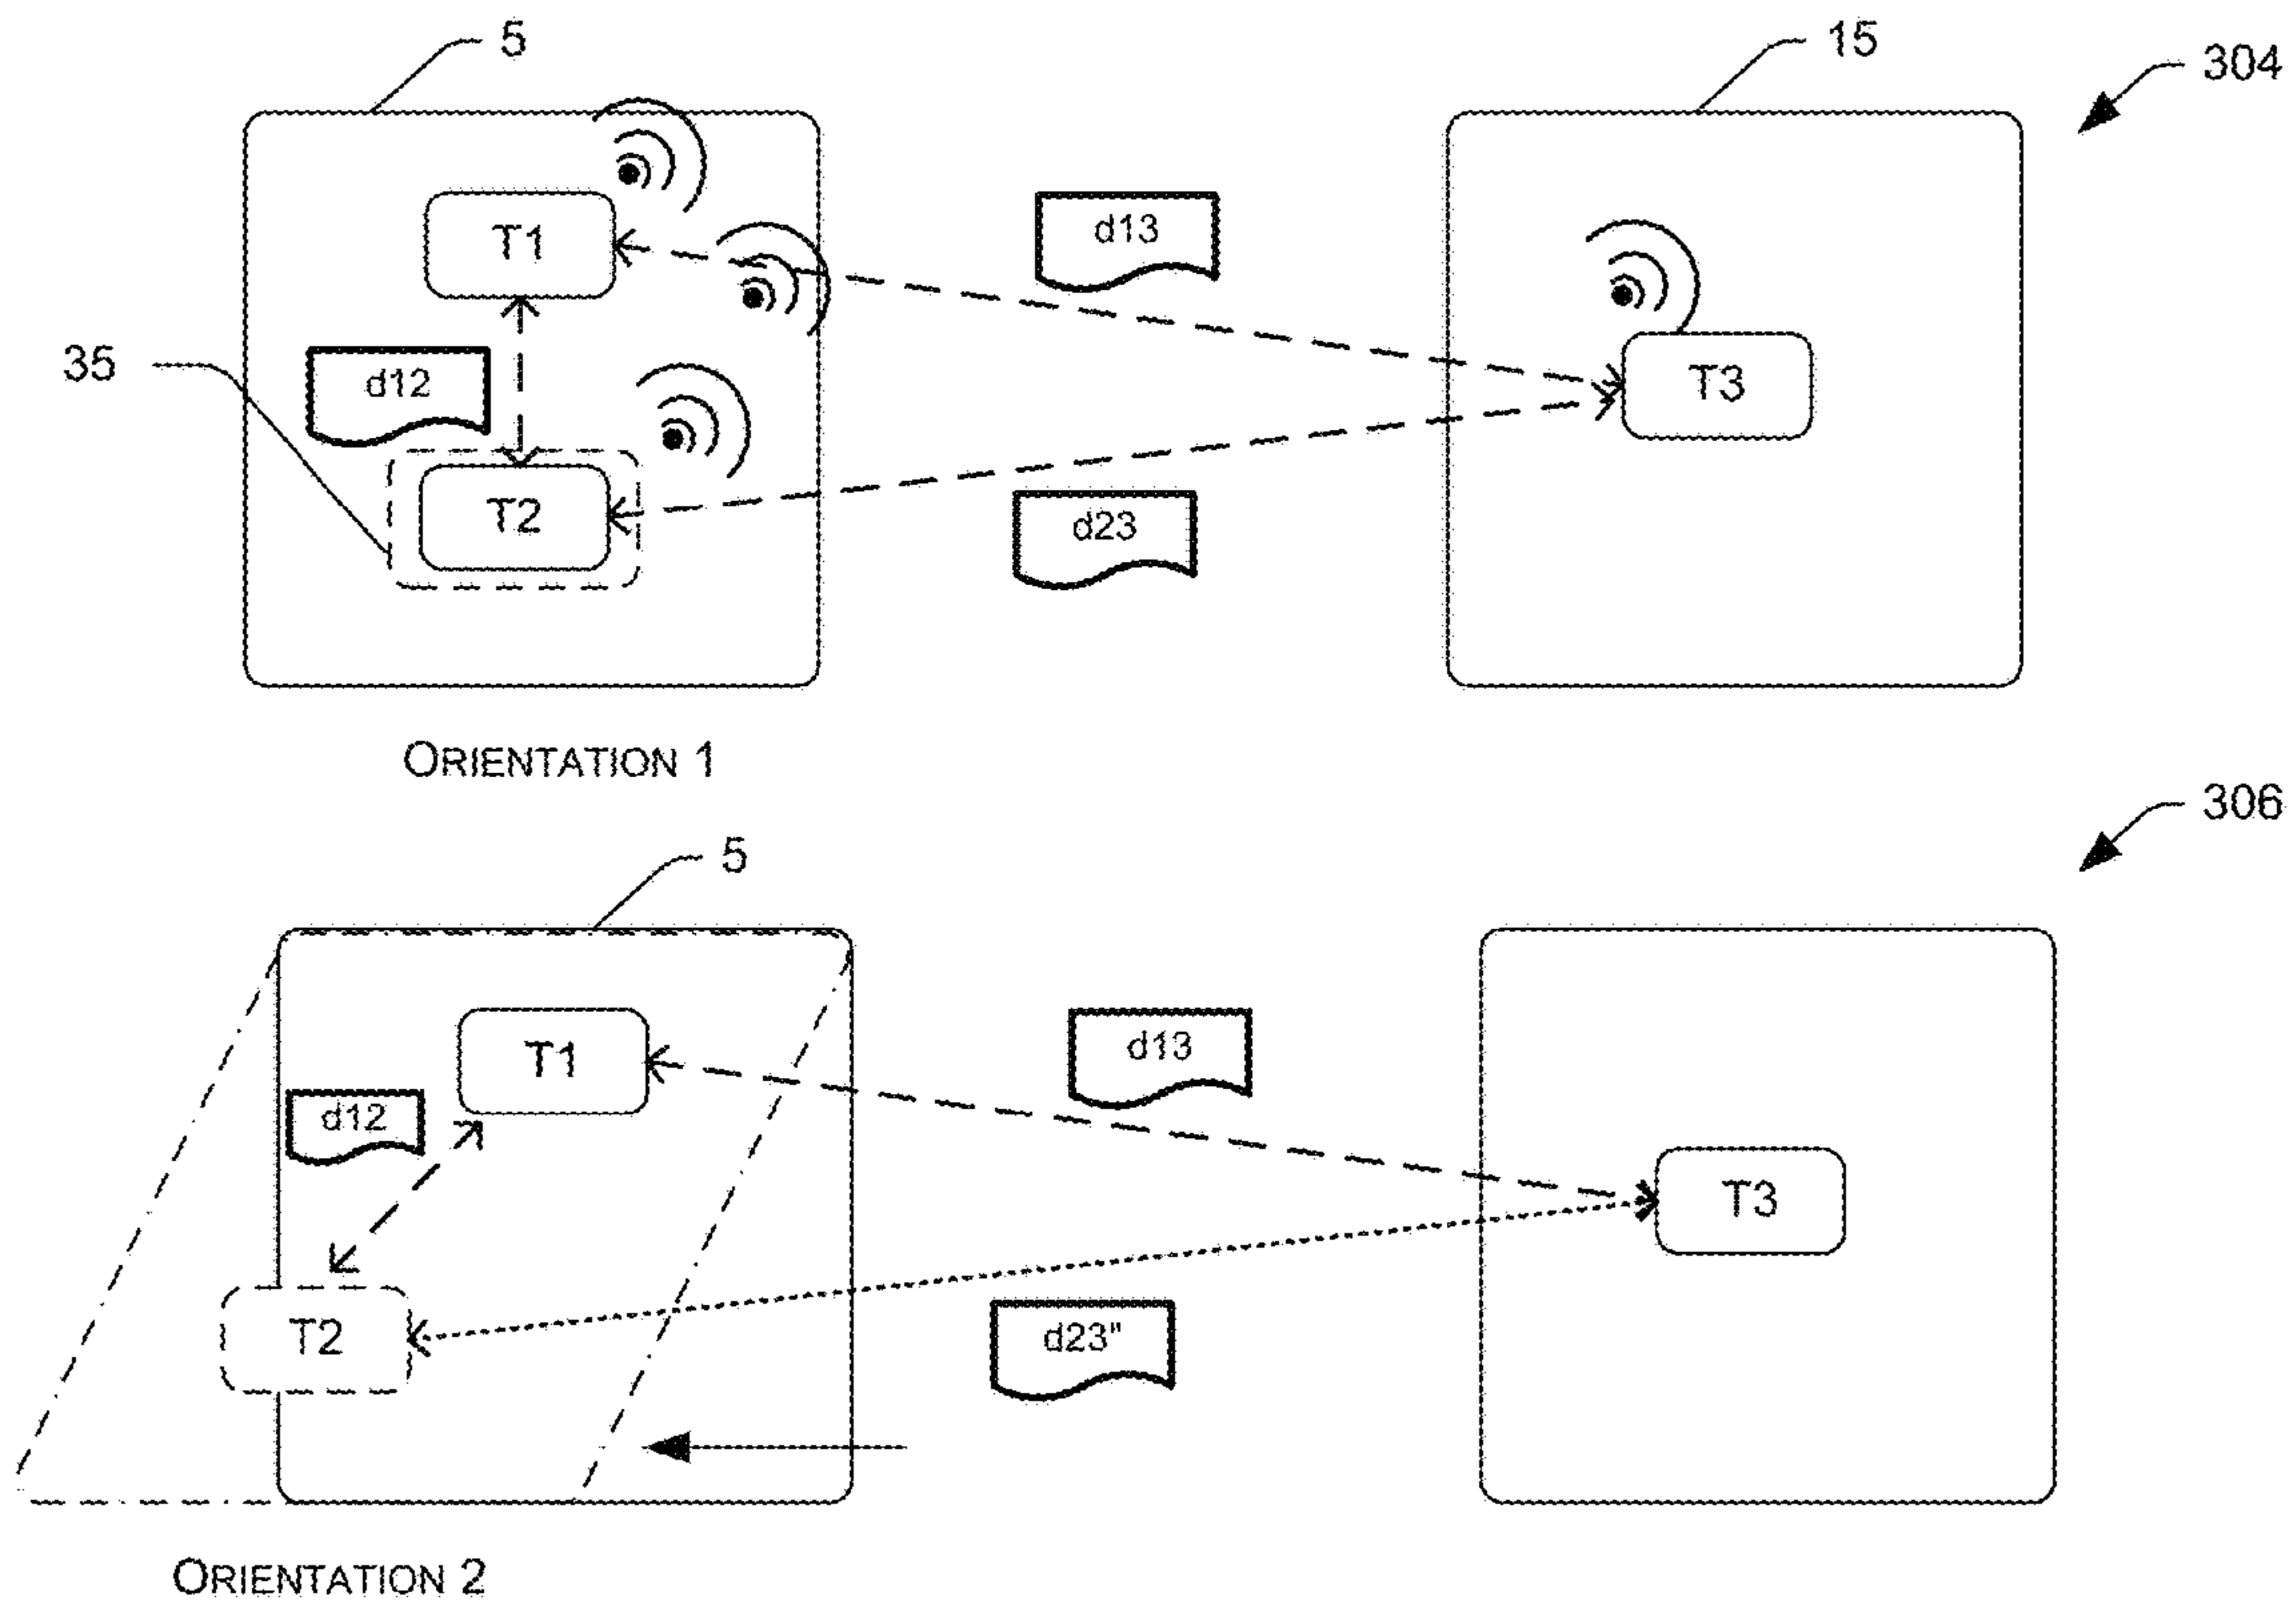 5
15
304
T1
d13
35
d12
T3
T2
d23
ORIENTATION 1
306
5
T1
d13
d12
T3
T2
d23"
ORIENTATION 2